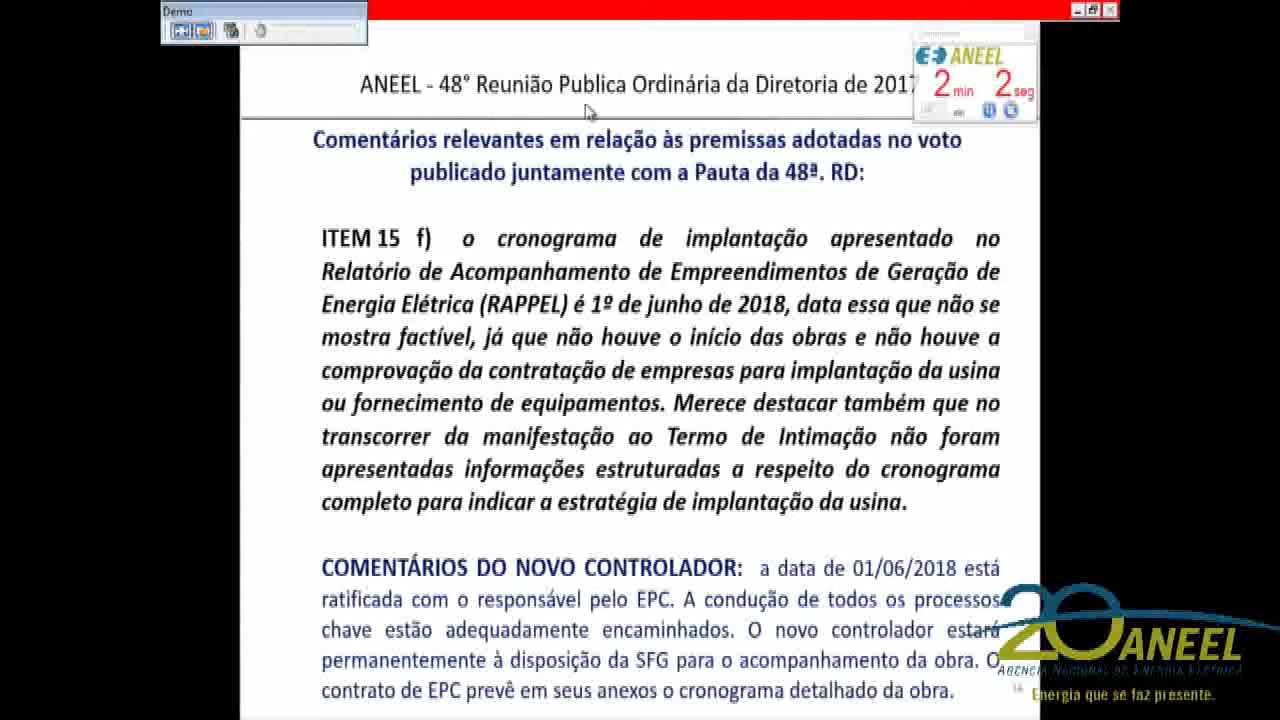 Demo
ANEEL
2 min 2 seg
ANEEL - 48° Reunião Publica Ordinária da Diretoria de 2017
Comentários relevantes em relação às premissas adotadas no voto
publicado juntamente com a Pauta da 48ª. RD:
ITEM 15 f) o cronograma de implantação apresentado no
Relatório de Acompanhamento de Empreendimentos de Geração de
Energia Elétrica (RAPPEL) é 1º de junho de 2018, data essa que não se
mostra factível, já que não houve o início das obras e não houve a
comprovação da contratação de empresas para implantação da usina
ou fornecimento de equipamentos. Merece destacar também que no
transcorrer da manifestação ao Termo de Intimação não foram
apresentadas informações estruturadas a respeito do cronograma
completo para indicar a estratégia de implantação da usina.
COMENTÁRIOS DO NOVO CONTROLADOR: a data de 01/06/2018 está
ratificada com o responsável pelo EPC. A condução de todos os processos
chave estão adequadamente encaminhados. O novo controlador estará
permanentemente à disposição da SFG para o acompanhamento da obra. O
contrato de EPC prevê em seus anexos o cronograma detalhado da obra.
20 ANEEL
AGÊNCIA NACIONAL DE ENERGIA ELÉTRICA
Energia que se faz presente.